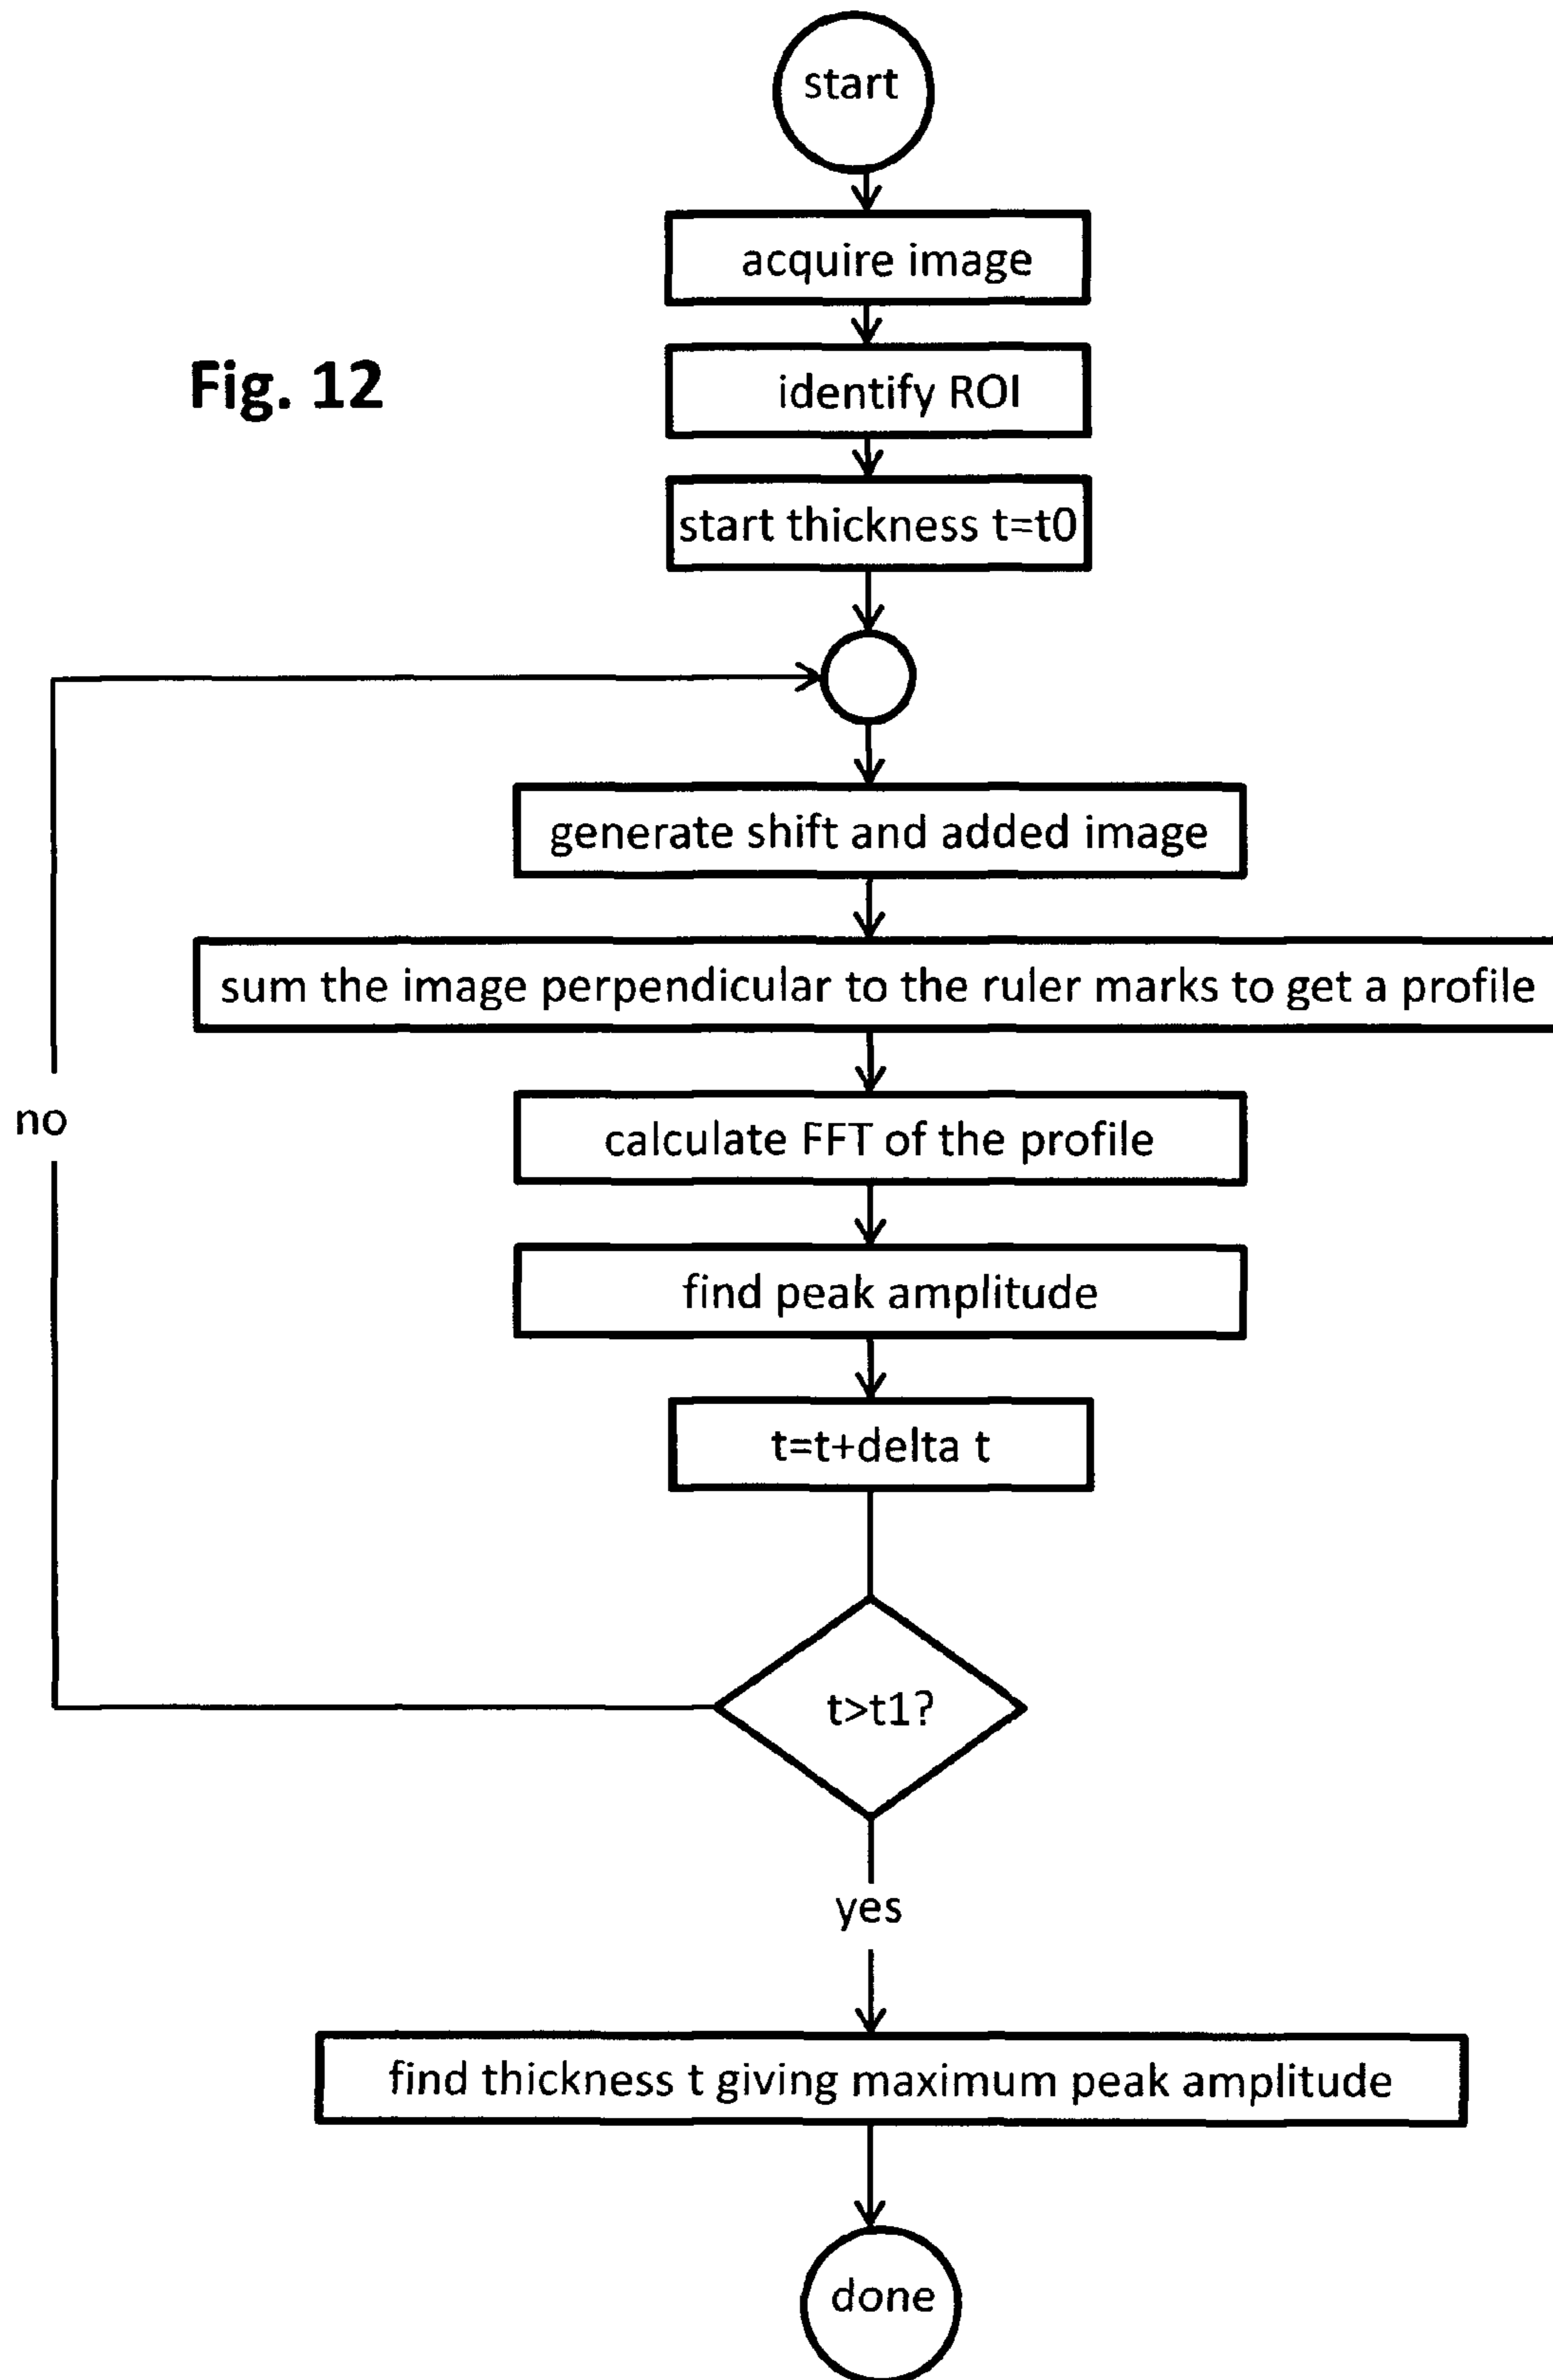 start
acquire image
Fig. 12
identify ROI
start thickness t=t0
generate shift and added image
sum the image perpendicular to the ruler marks to get a profile
calculate FFT of the profile
no
find peak amplitude
t=t+delta t
t>t1?
yes
find thickness t giving maximum peak amplitude
done